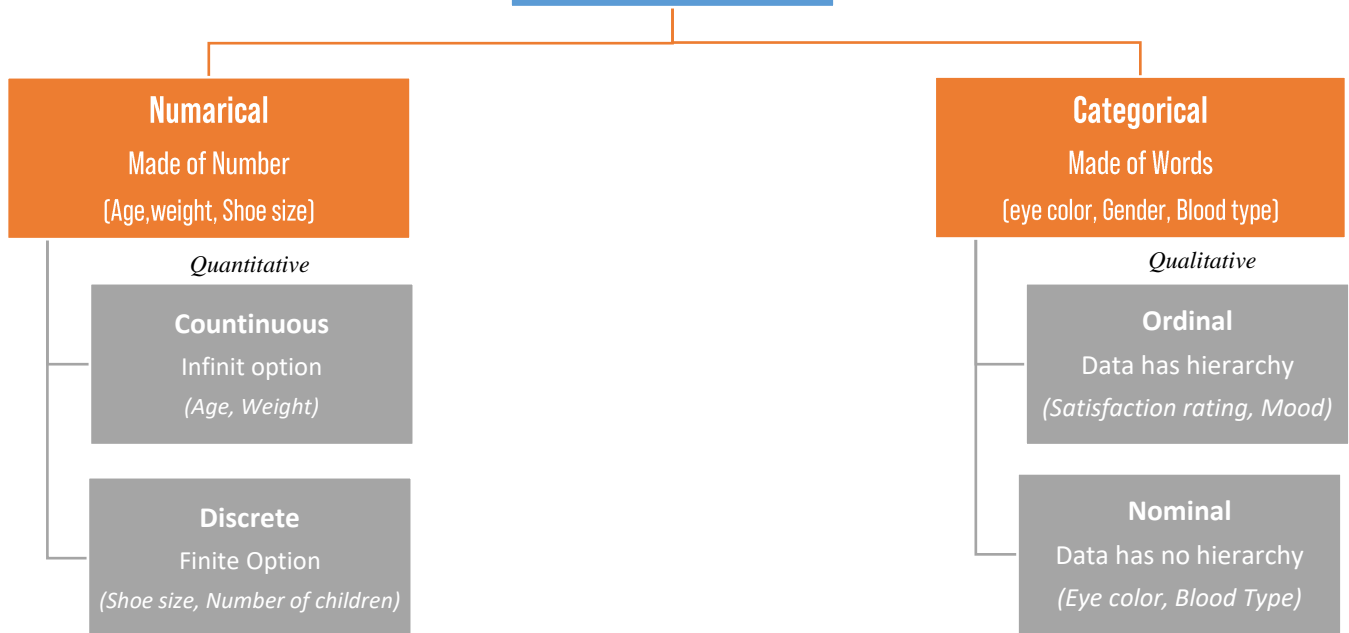 Numarical
Made of Number
(Age,weight, Shoe size)
Quantitative
Countinuous
Infinit option
(Age, Weight)
Discrete
Finite Option
(Shoe size, Number of children)
Categorical
Made of Words
(eye color, Gender, Blood type)
Qualitative
Ordinal
Data has hierarchy
(Satisfaction rating, Mood)
Nominal
Data has no hierarchy
(Eye color, Blood Type)